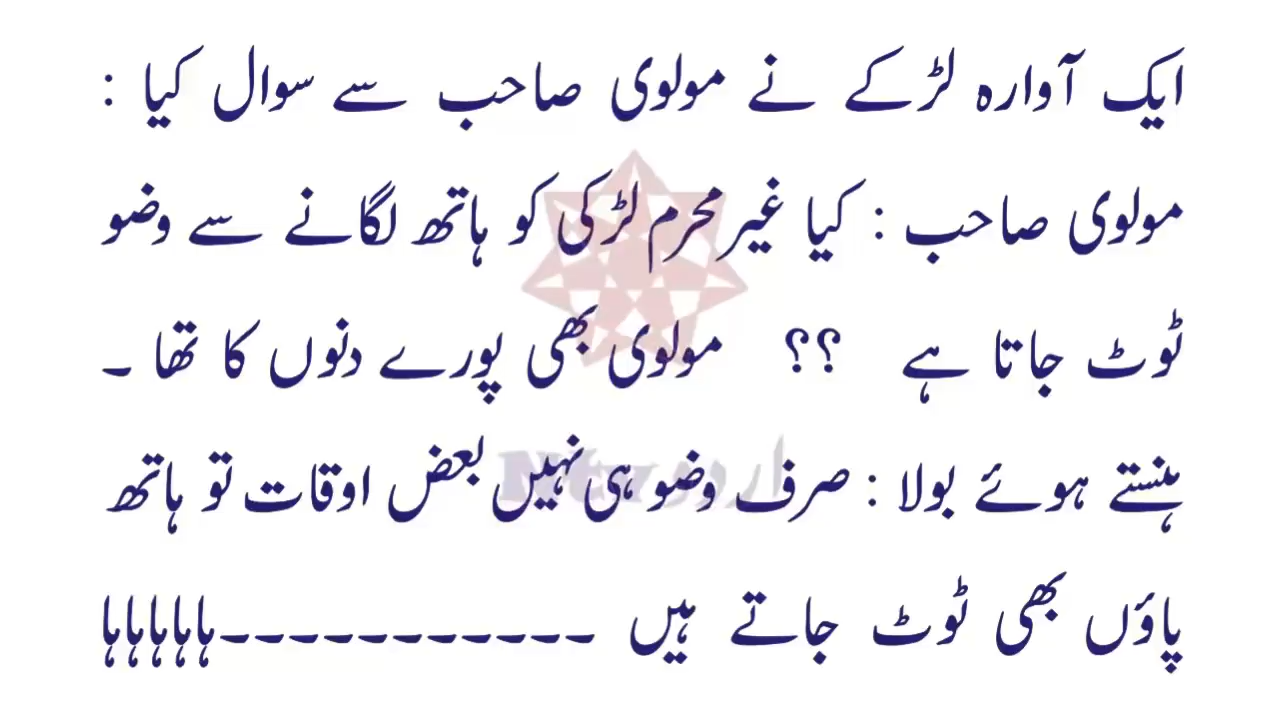 ایک آوارہ لڑکے نے مولوی صاحب سے سوال کیا :
مولوی صاحب : کیا غیر محرم لڑکی کو ہاتھ لگانے سے وضو
ٹوٹ جاتا ہے ؟؟ مولوی بھی پورے دنوں کا تھا ۔
ہنستے ہوئے بولا : صرف وضو ہی نہیں بعض اوقات تو ہاتھ
پاؤں بھی ٹوٹ جاتے ہیں ۔۔۔۔۔۔۔۔۔۔۔ہاہاہاہاہا